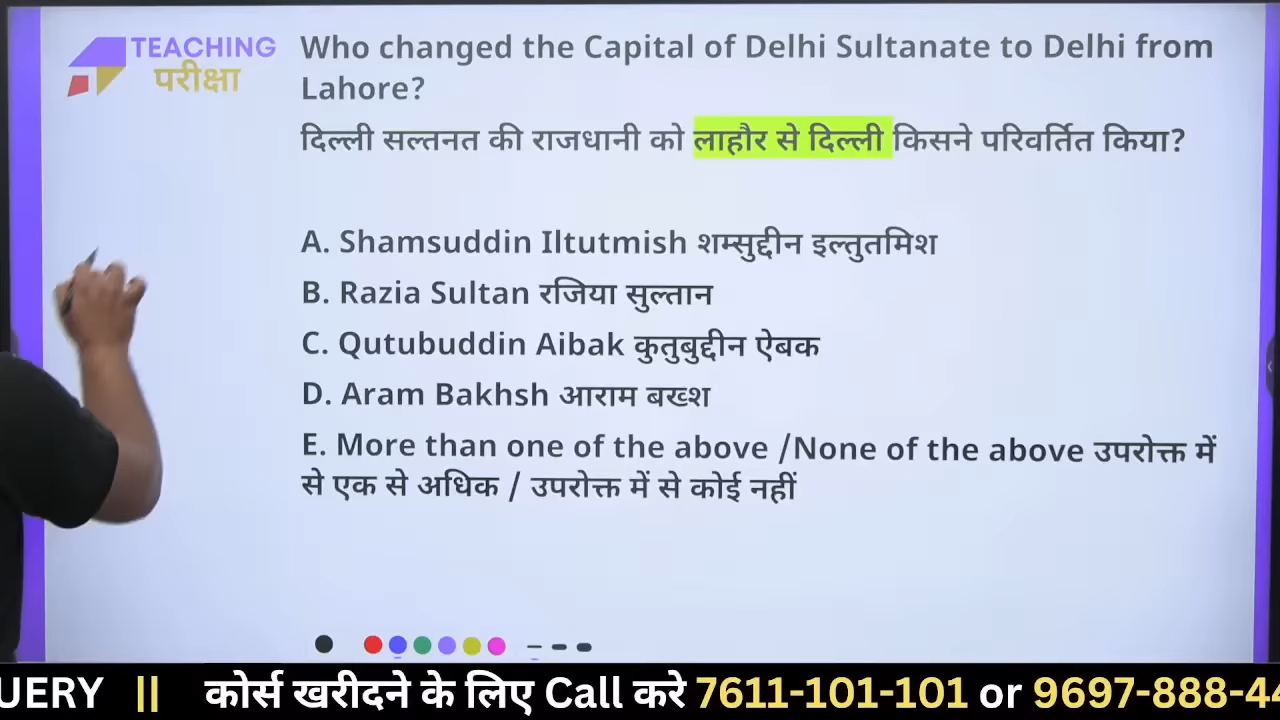 TEACHING
परीक्षा
Who changed the Capital of Delhi Sultanate to Delhi from
Lahore?
दिल्ली सल्तनत की राजधानी को लाहौर से दिल्ली किसने परिवर्तित किया?
A. Shamsuddin Iltutmish शम्सुद्दीन इल्तुतमिश
B. Razia Sultan रजिया सुल्तान
C. Qutubuddin Aibak कुतुबुद्दीन ऐबक
D. Aram Bakhsh आराम बख्श
E. More than one of the above /None of the above उपरोक्त में
से एक से अधिक / उपरोक्त में से कोई नहीं
UERY || कोर्स खरीदने के लिए Call करे 7611-101-101 or 9697-888-44